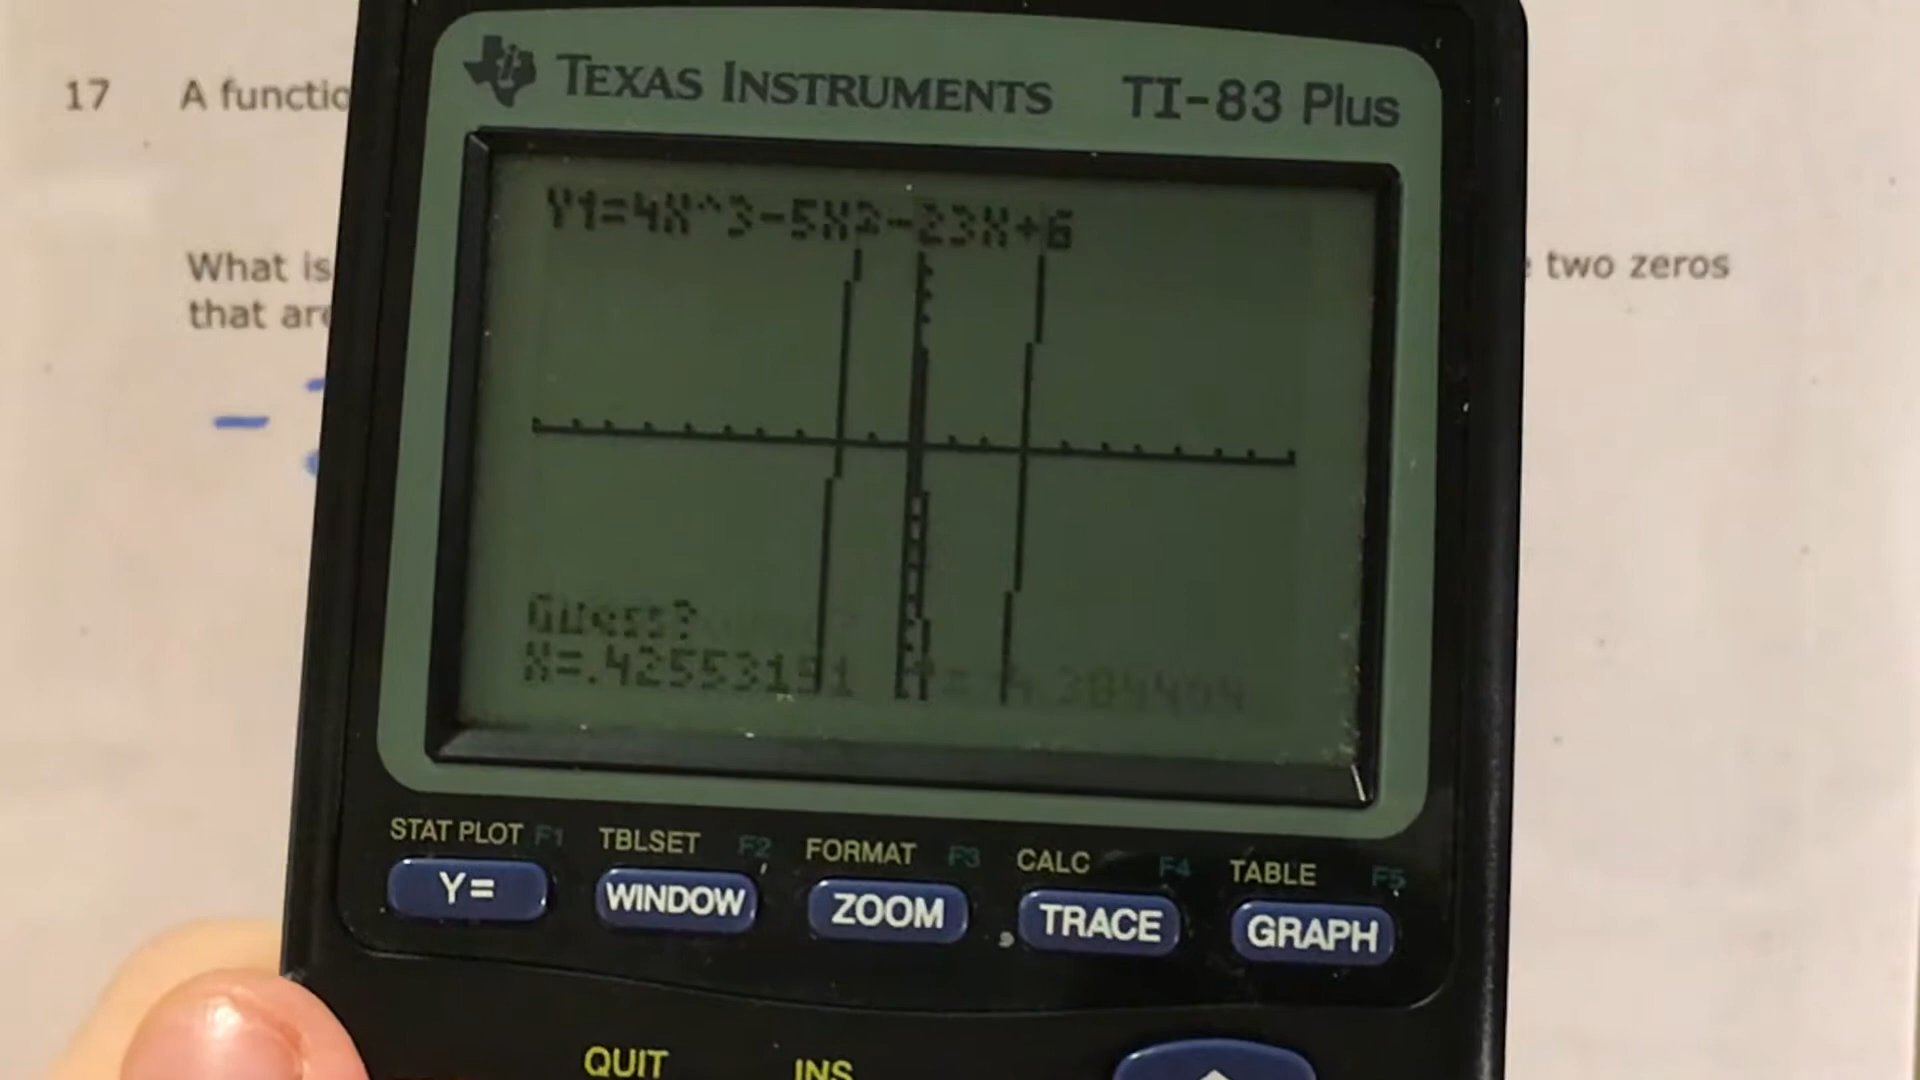 17 A functio
What is two zeros
that are
TEXAS INSTRUMENTS TI-83 Plus
Y1=4X^3-5X2-23X+6
Guess?
X=.42553191
STAT PLOT F1 TBLSET F2 FORMAT F3 CALC F4 TABLE F5
Y= WINDOW ZOOM TRACE GRAPH
QUIT INS